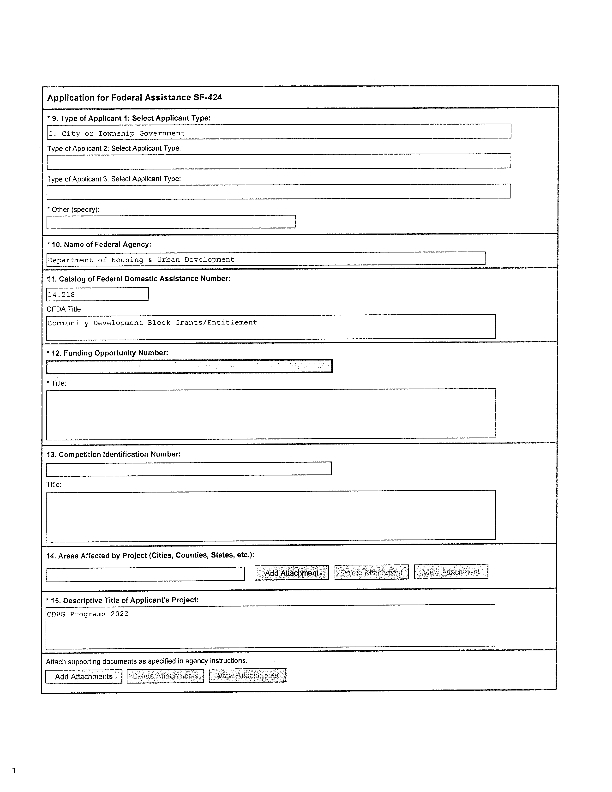 Application for Federal Assistance SF-424
* 9. Type of Applicant 1: Select Applicant Type:
City or Township Government
Type of Applicant 2: Select Applicant Type:
Type of Applicant 3: Select Applicant Type:
* Other (specify):
* 10. Name of Federal Agency:
Department of Housing & Urban Development
11. Catalog of Federal Domestic Assistance Number:
14.218
CFDA Title:
Community Development Block Grants/Entitlement
* 12. Funding Opportunity Number:
* Title:
13. Competition Identification Number:
Title:
14. Areas Affected by Project (Cities, Counties, States, etc.):
Add Attachment Delete Attachment View Attachment
* 15. Descriptive Title of Applicant's Project:
CDBG Programs 2022
Attach supporting documents as specified in agency instructions.
Add Attachments Delete Attachments View Attachments
1